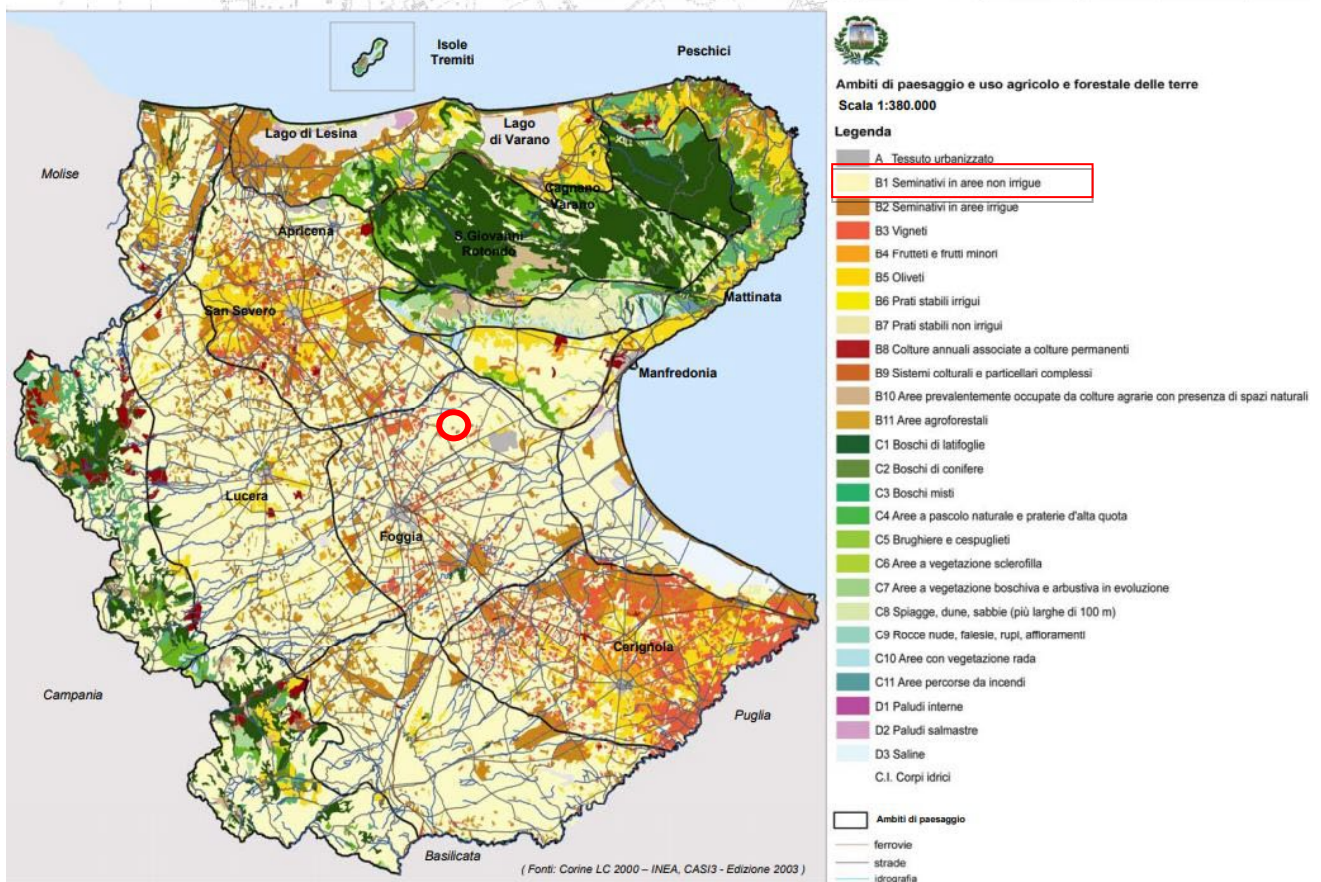 Isole
Tremiti
Peschici
Lago di Lesina
Lago
di Varano
Molise
Cagnano
Varano
Apricena
S.Giovanni
Rotondo
Mattinata
San Severo
Manfredonia
Lucera
Foggia
Cerignola
Campania
Puglia
Basilicata
( Fonti: Corine LC 2000 – INEA, CASI3 - Edizione 2003 )
Ambiti di paesaggio e uso agricolo e forestale delle terre
Scala 1:380.000
Legenda
A Tessuto urbanizzato
B1 Seminativi in aree non irrigue
B2 Seminativi in aree irrigue
B3 Vigneti
B4 Frutteti e frutti minori
B5 Oliveti
B6 Prati stabili irrigui
B7 Prati stabili non irrigui
B8 Colture annuali associate a colture permanenti
B9 Sistemi colturali e particellari complessi
B10 Aree prevalentemente occupate da colture agrarie con presenza di spazi naturali
B11 Aree agroforestali
C1 Boschi di latifoglie
C2 Boschi di conifere
C3 Boschi misti
C4 Aree a pascolo naturale e praterie d'alta quota
C5 Brughiere e cespuglieti
C6 Aree a vegetazione sclerofilla
C7 Aree a vegetazione boschiva e arbustiva in evoluzione
C8 Spiagge, dune, sabbie (più larghe di 100 m)
C9 Rocce nude, falesie, rupi, affioramenti
C10 Aree con vegetazione rada
C11 Aree percorse da incendi
D1 Paludi interne
D2 Paludi salmastre
D3 Saline
C.I. Corpi idrici
Ambiti di paesaggio
ferrovie
strade
idrografia